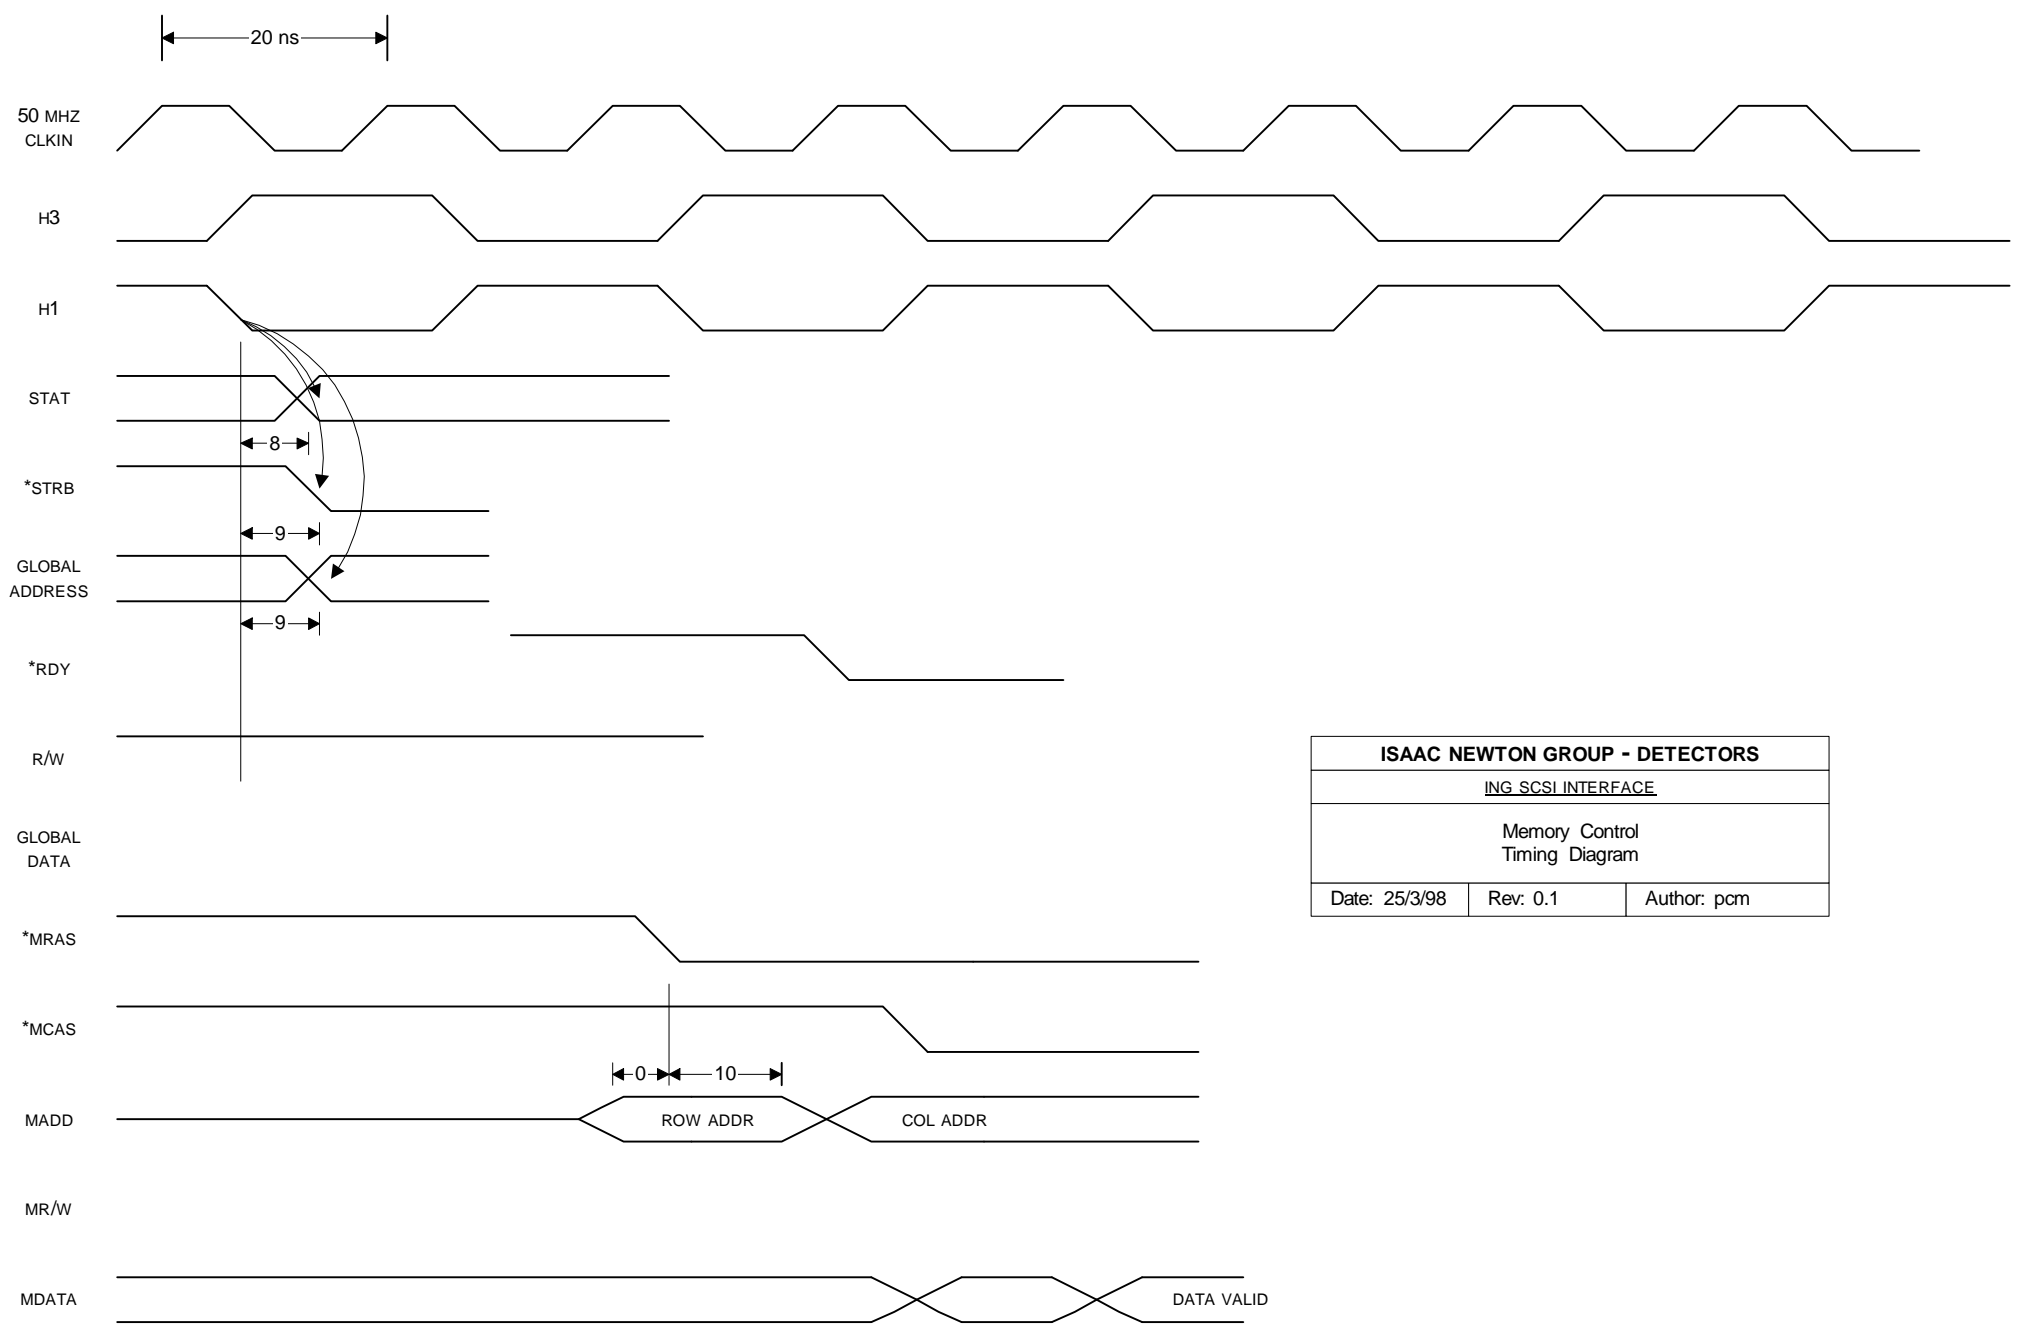 20 ns
50 MHZ
CLKIN
H3
H1
STAT
8
*STRB
9
GLOBAL
ADDRESS
9
*RDY
R/W
ISAAC NEWTON GROUP - DETECTORS
ING SCSI INTERFACE
Memory Control
Timing Diagram
Date: 25/3/98 Rev: 0.1 Author: pcm
GLOBAL
DATA
*MRAS
*MCAS
0 10
MADD ROW ADDR COL ADDR
MR/W
MDATA DATA VALID